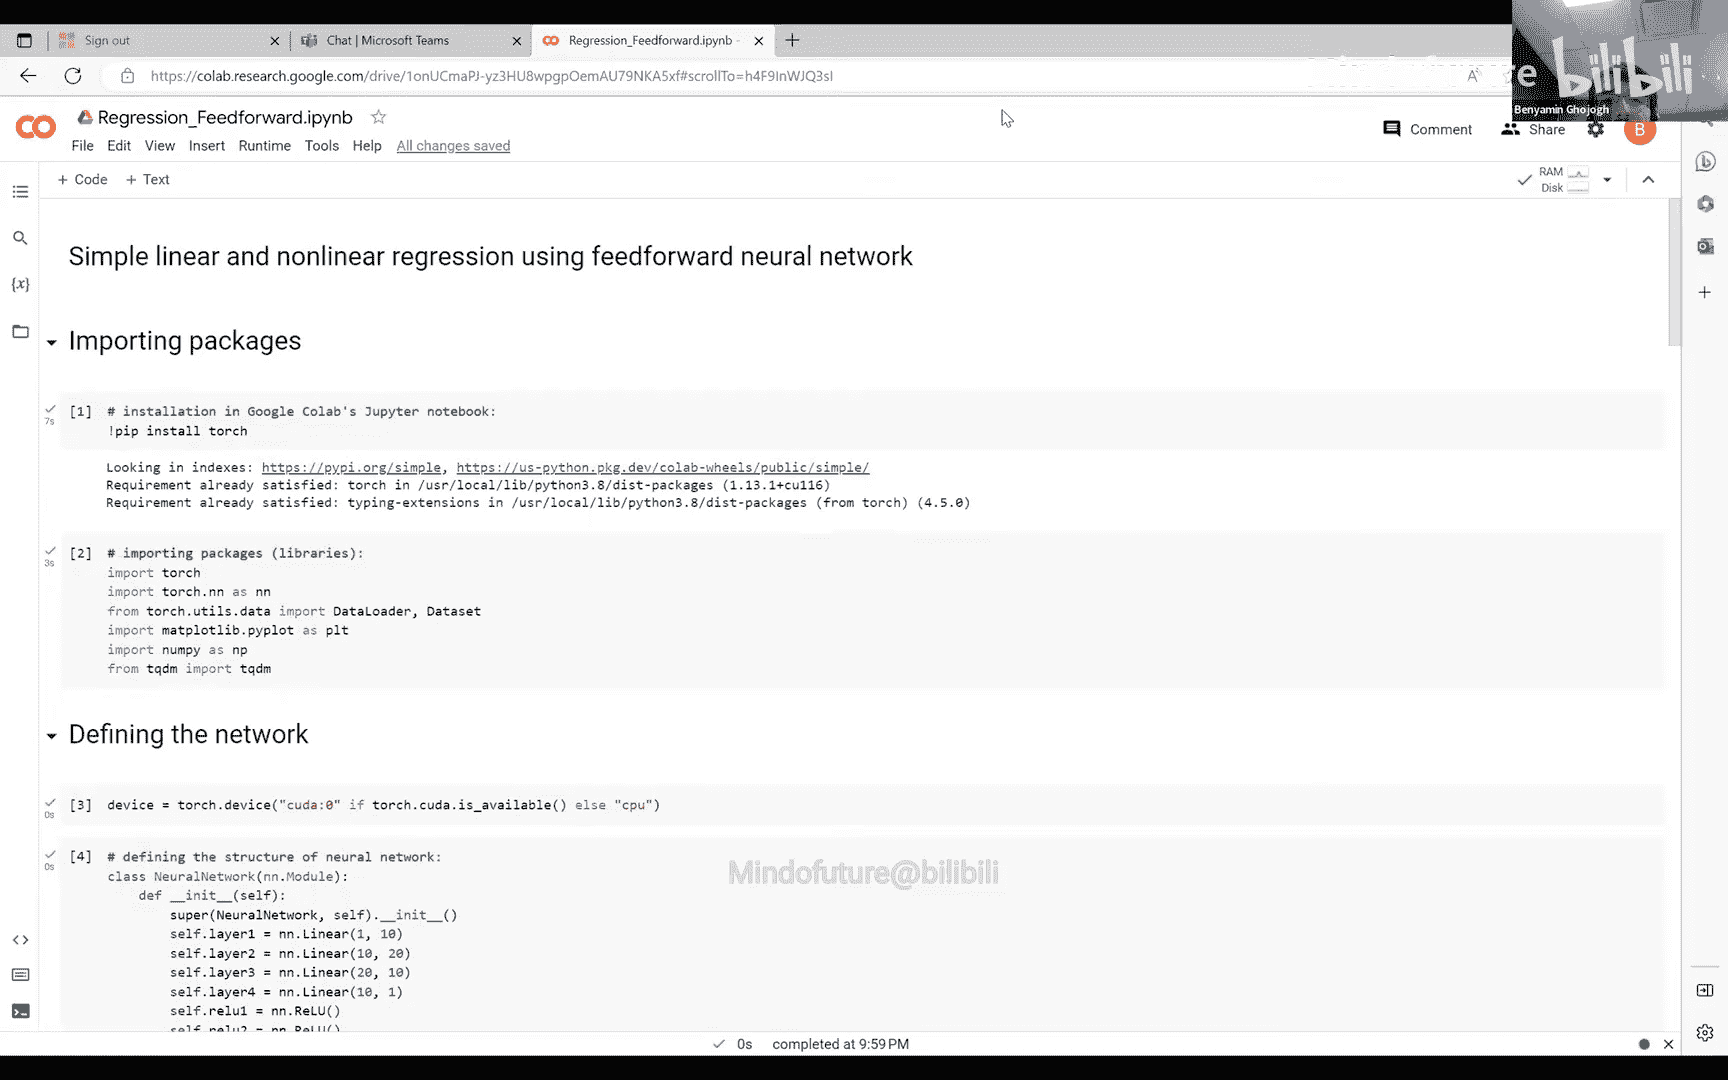 Sign out
Chat | Microsoft Teams
Regression_Feedforward.ipynb -
https://colab.research.google.com/drive/1onUCmaPJ-yz3HU8wpgpOemAU79NKA5xf#scrollTo=h4F9InWJQ3sI
bilibili
Benyamin Ghojogh
Regression_Feedforward.ipynb
Comment
Share
B
File Edit View Insert Runtime Tools Help All changes saved
+ Code + Text
RAM
Disk
Simple linear and nonlinear regression using feedforward neural network
Importing packages
[1] # installation in Google Colab's Jupyter notebook:
7s
!pip install torch
Looking in indexes: https://pypi.org/simple, https://us-python.pkg.dev/colab-wheels/public/simple/
Requirement already satisfied: torch in /usr/local/lib/python3.8/dist-packages (1.13.1+cu116)
Requirement already satisfied: typing-extensions in /usr/local/lib/python3.8/dist-packages (from torch) (4.5.0)
[2] # importing packages (libraries):
3s
import torch
import torch.nn as nn
from torch.utils.data import DataLoader, Dataset
import matplotlib.pyplot as plt
import numpy as np
from tqdm import tqdm
Defining the network
[3] device = torch.device("cuda:0" if torch.cuda.is_available() else "cpu")
0s
[4] # defining the structure of neural network:
0s
class NeuralNetwork(nn.Module):
def __init__(self):
super(NeuralNetwork, self).__init__()
self.layer1 = nn.Linear(1, 10)
self.layer2 = nn.Linear(10, 20)
self.layer3 = nn.Linear(20, 10)
self.layer4 = nn.Linear(10, 1)
self.relu1 = nn.ReLU()
self.relu2 = nn.ReLU()
Mindofuture@bilibili
0s completed at 9:59 PM